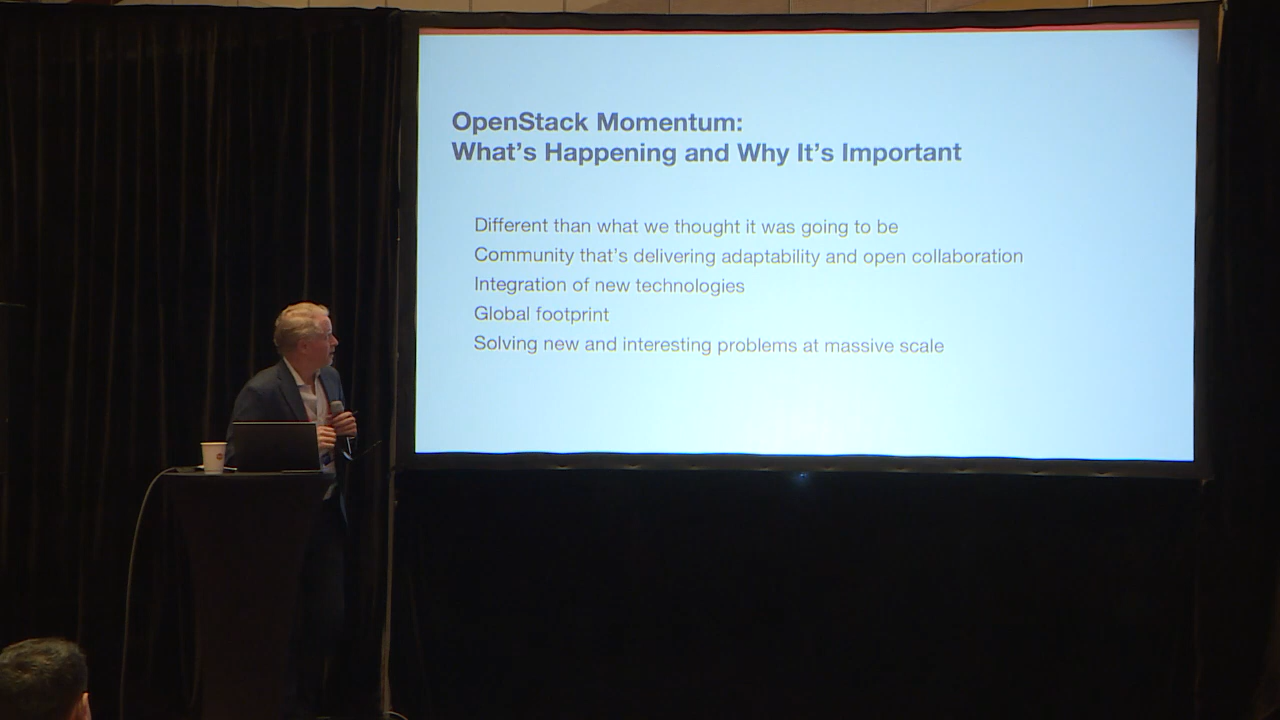 OpenStack Momentum:
What's Happening and Why It's Important
Different than what we thought it was going to be
Community that's delivering adaptability and open collaboration
Integration of new technologies
Global footprint
Solving new and interesting problems at massive scale